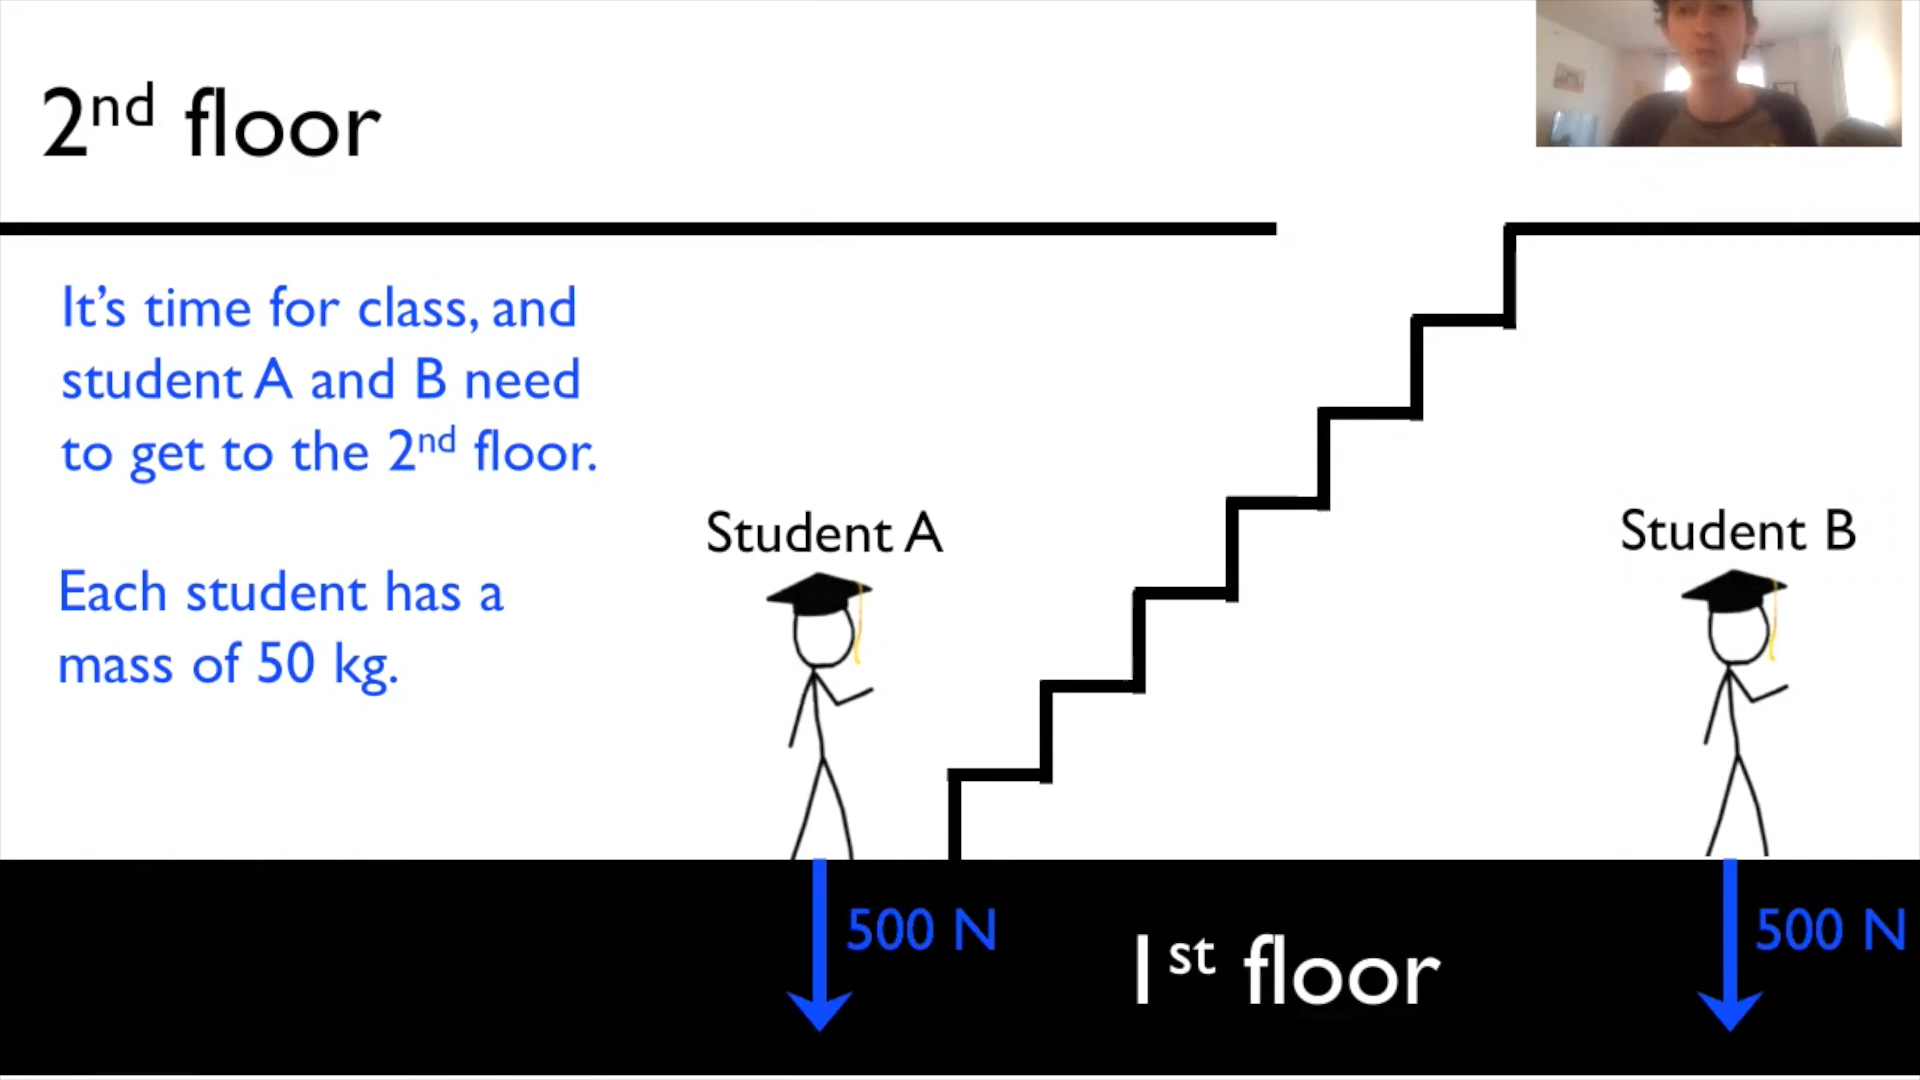 2nd floor
It's time for class, and
student A and B need
to get to the 2nd floor.
Each student has a
mass of 50 kg.
Student A
Student B
500 N
1st floor
500 N